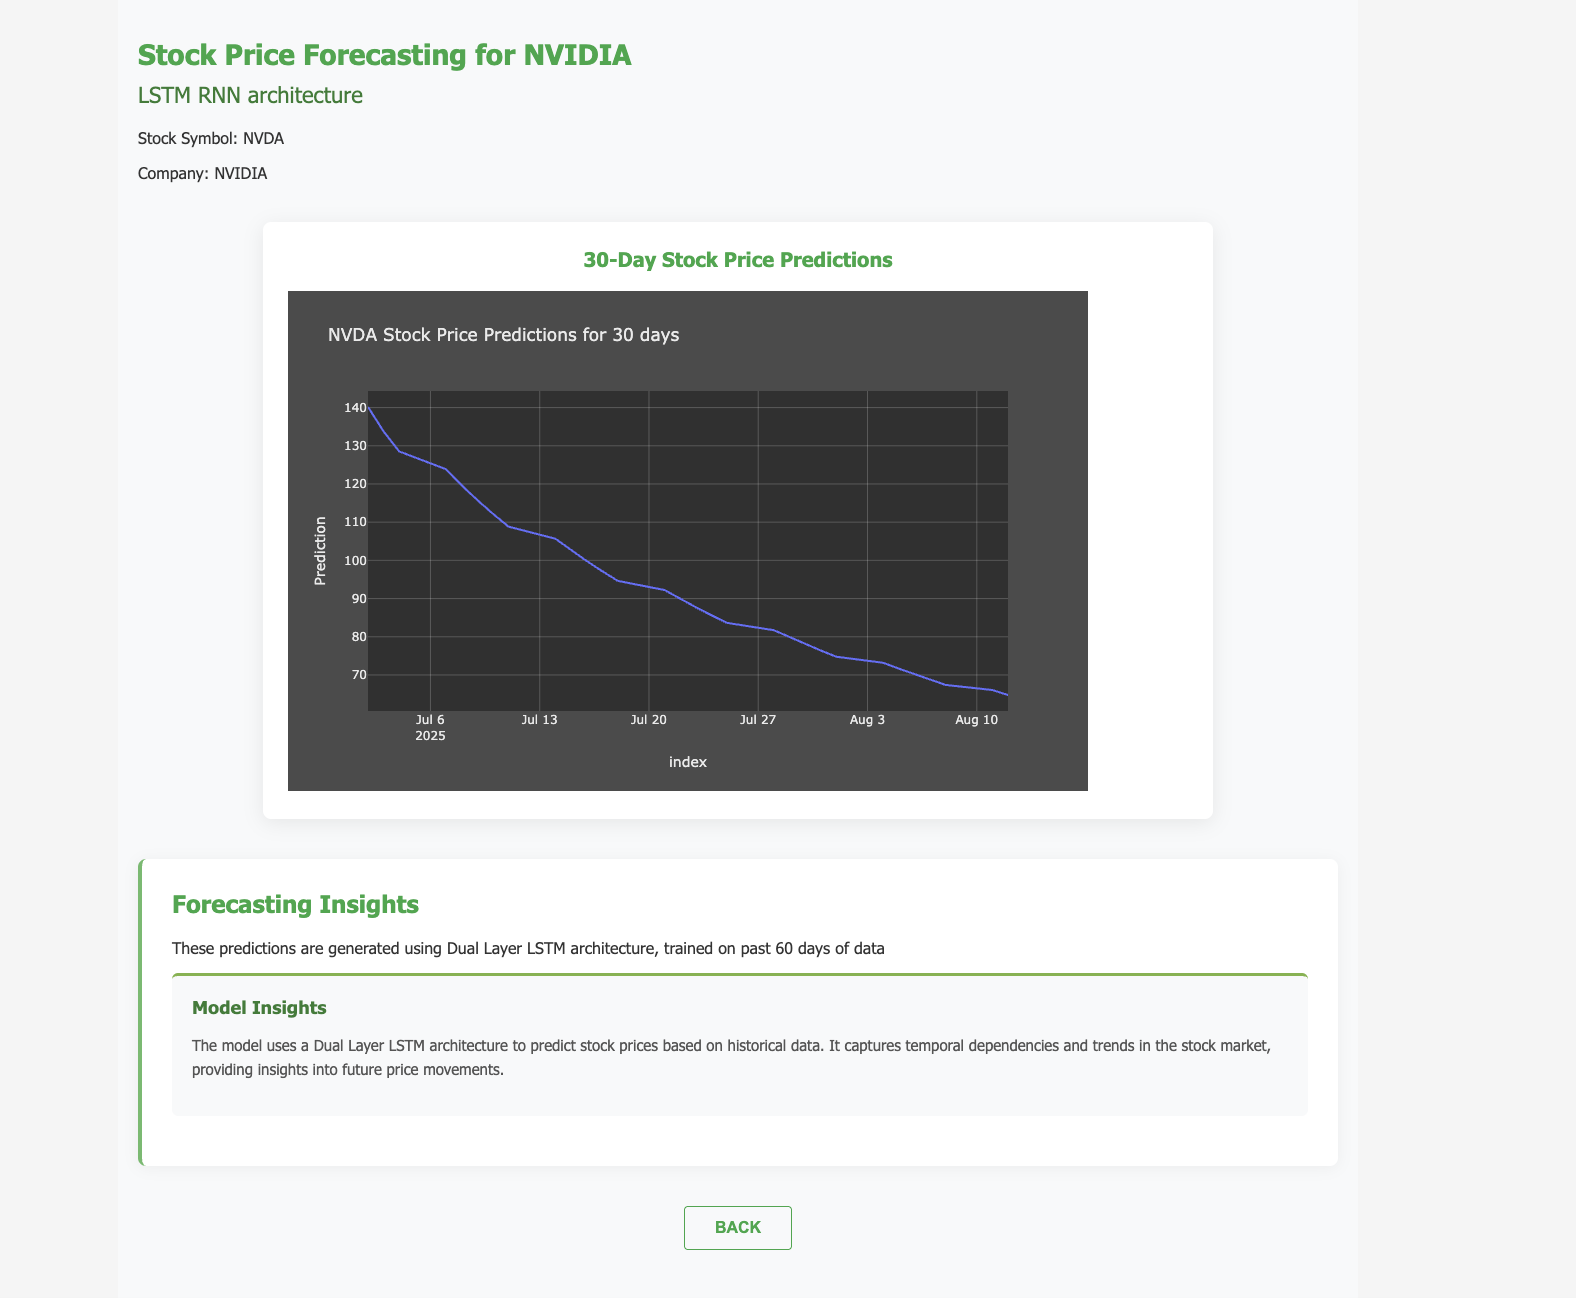 Stock Price Forecasting for NVIDIA
LSTM RNN architecture
Stock Symbol: NVDA
Company: NVIDIA
30-Day Stock Price Predictions
NVDA Stock Price Predictions for 30 days
140
130
120
110
100
90
80
70
Prediction
Jul 6 Jul 13 Jul 20 Jul 27 Aug 3 Aug 10
2025
index
Forecasting Insights
These predictions are generated using Dual Layer LSTM architecture, trained on past 60 days of data
Model Insights
The model uses a Dual Layer LSTM architecture to predict stock prices based on historical data. It captures temporal dependencies and trends in the stock market,
providing insights into future price movements.
BACK